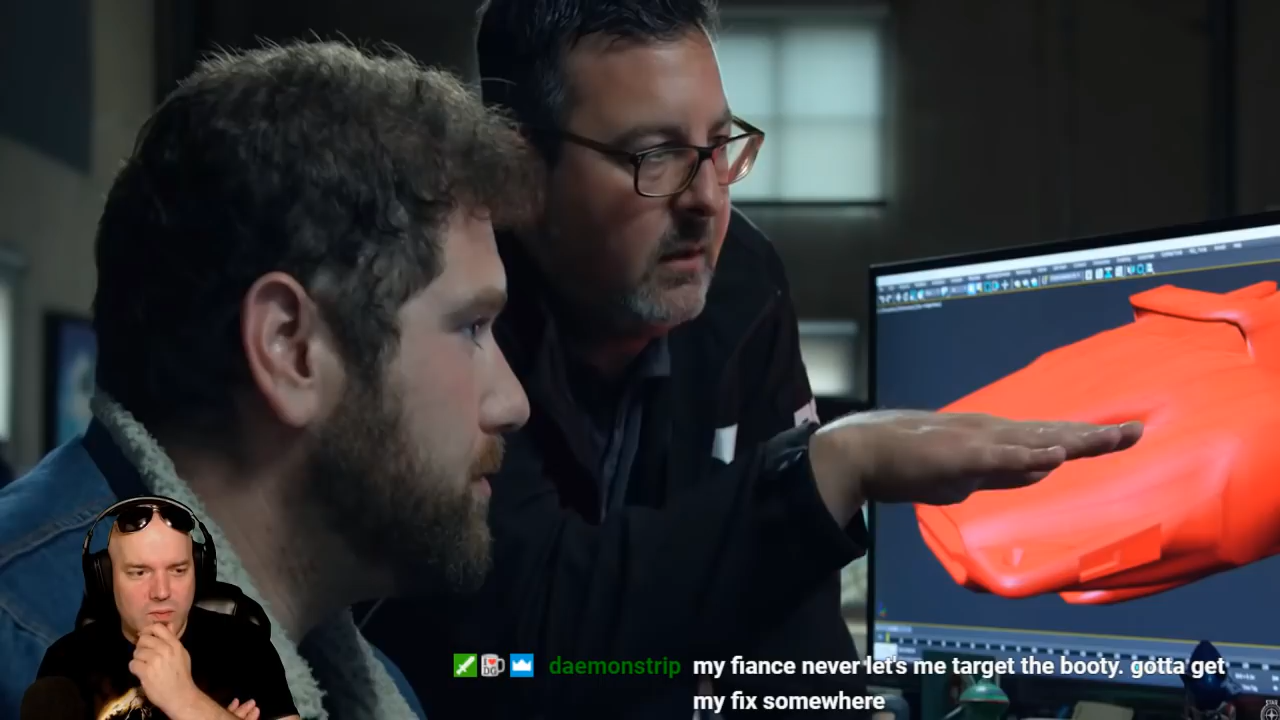 daemonstrip my fiance never let's me target the booty. gotta get
my fix somewhere